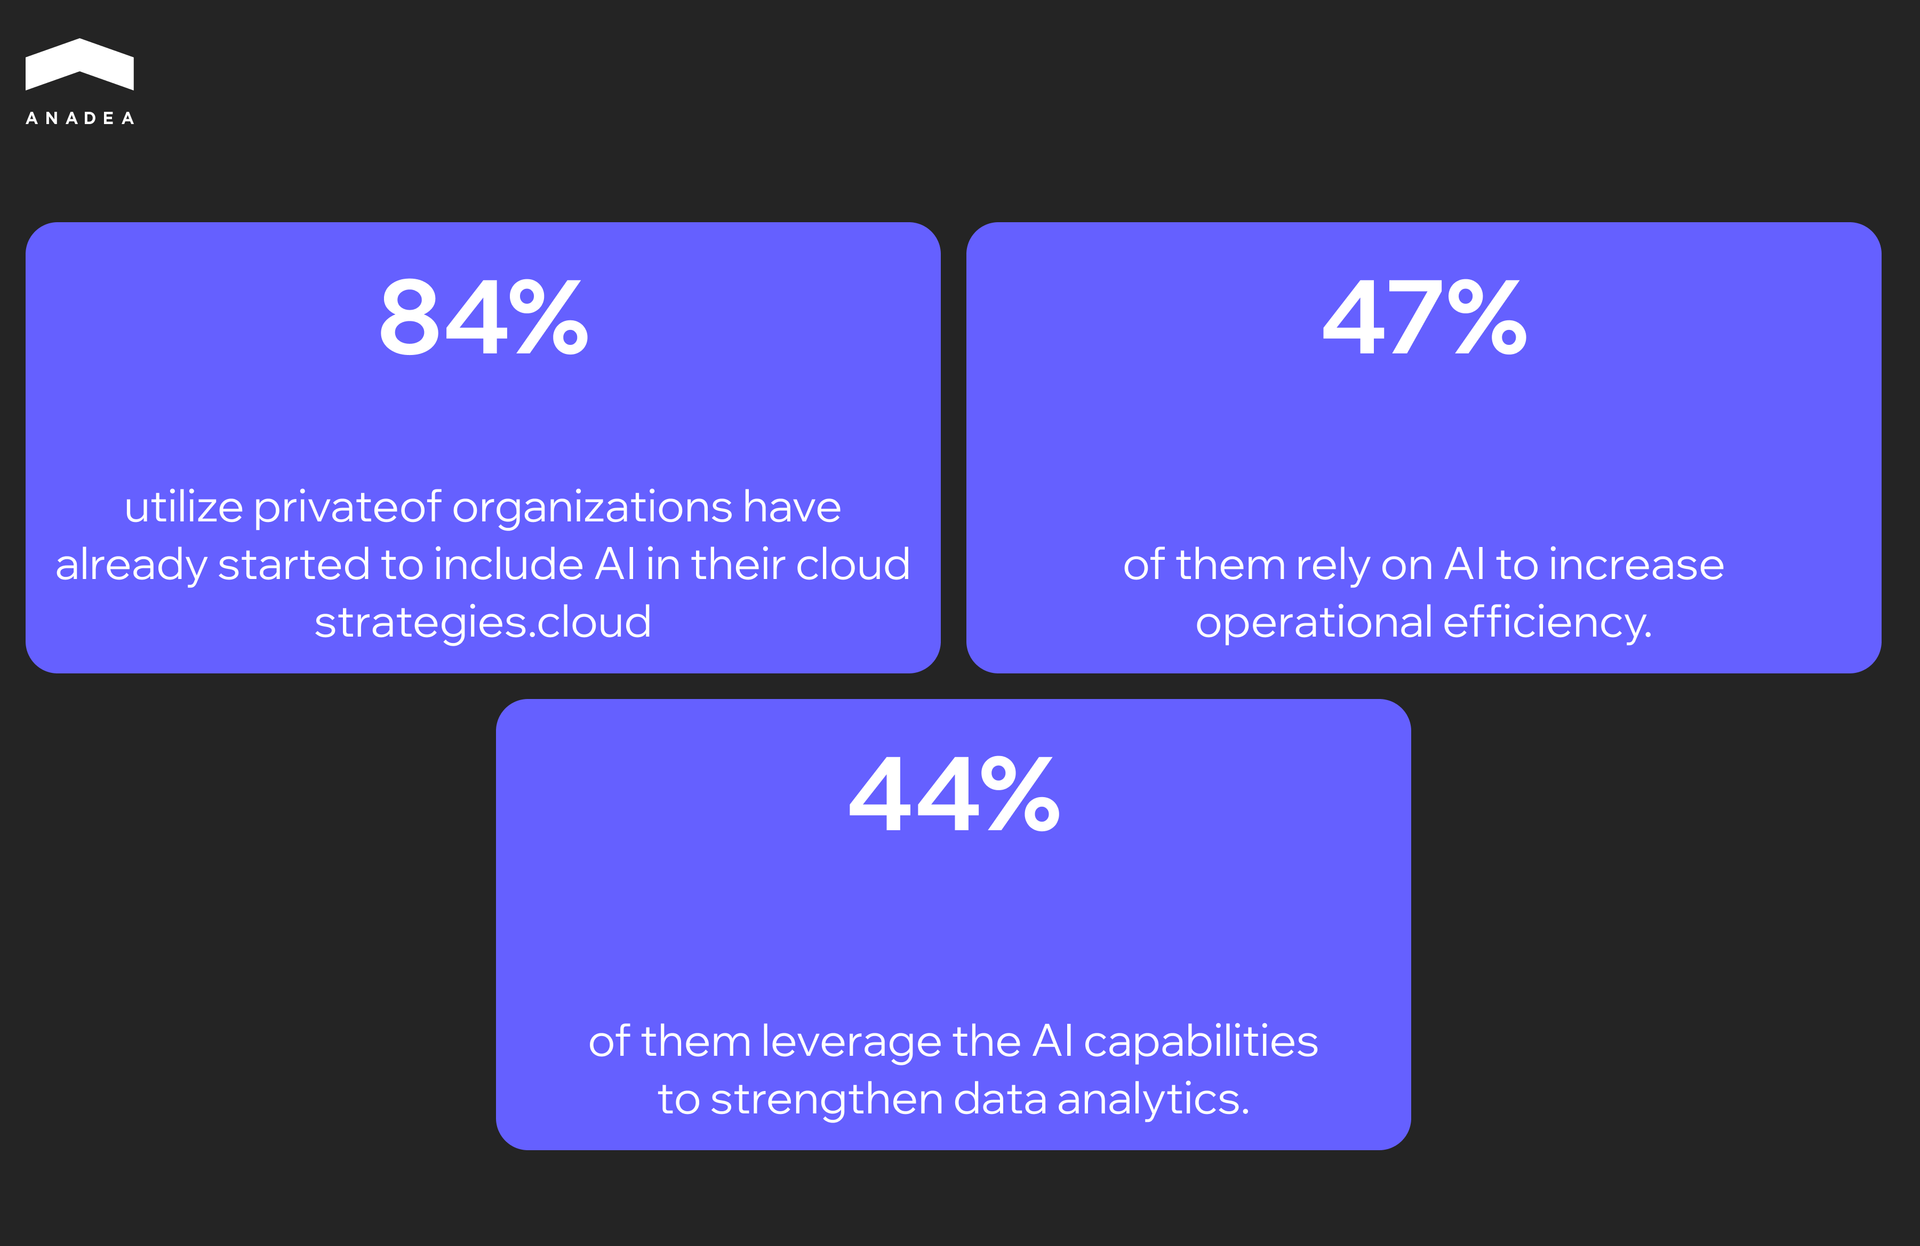 ANADEA
84%
utilize privateof organizations have
already started to include AI in their cloud
strategies.cloud
47%
of them rely on AI to increase
operational efficiency.
44%
of them leverage the AI capabilities
to strengthen data analytics.